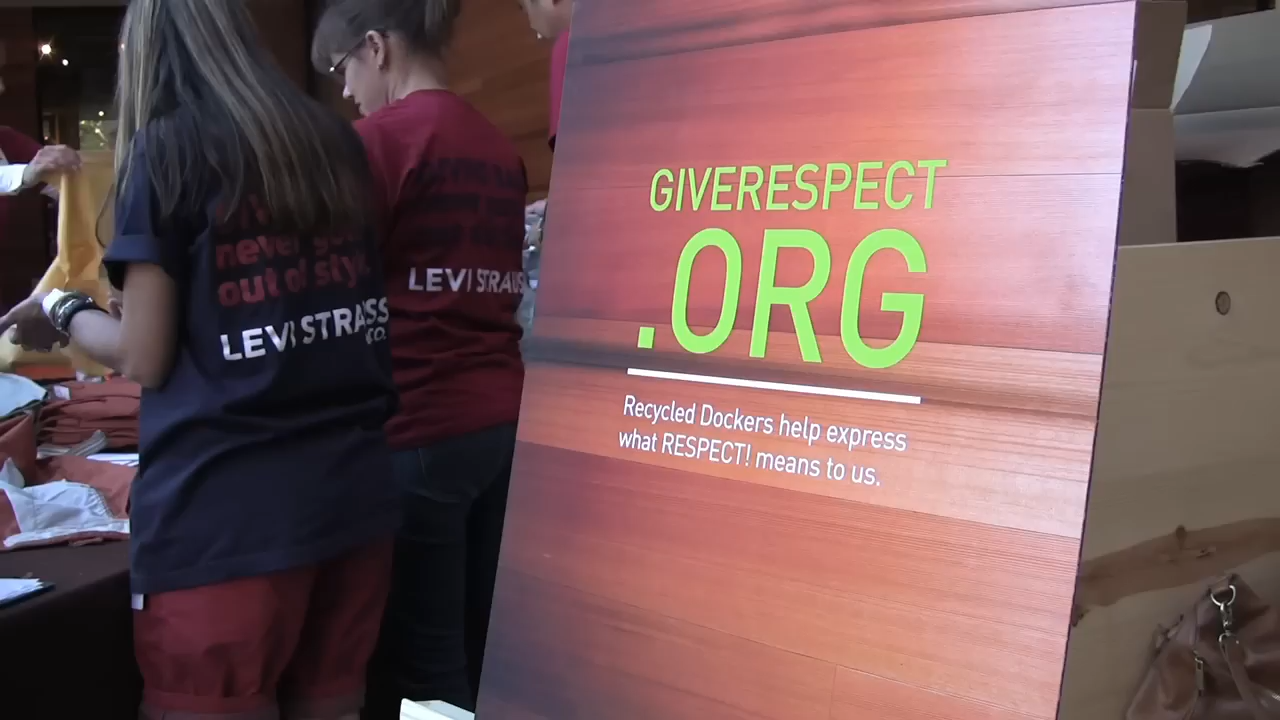 GIVERESPECT
.ORG
Recycled Dockers help express
what RESPECT! means to us.
never go
out of style
LEVI STRAUSS
&CO.
LEVI STRAUSS